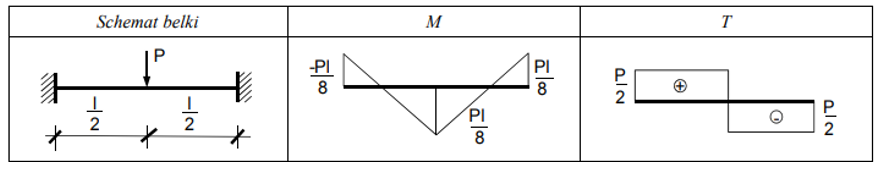 Schemat belki
M
T
P
l/2
l/2
-Pl/8
Pl/8
Pl/8
P/2
+
-
P/2